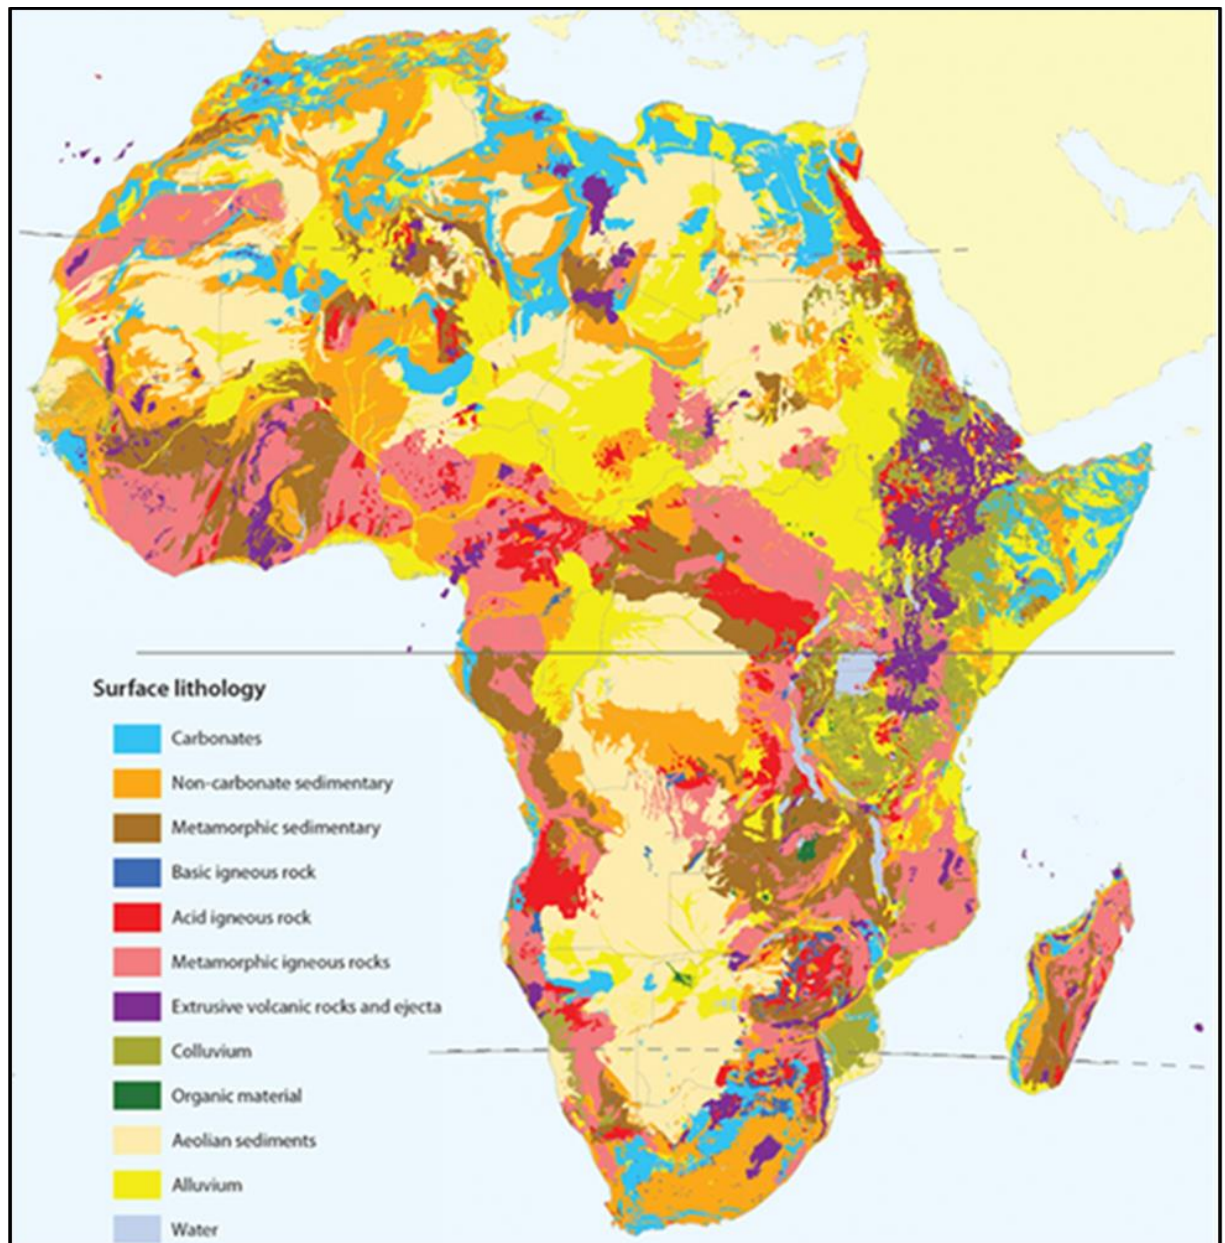 Surface lithology
Carbonates
Non-carbonate sedimentary
Metamorphic sedimentary
Basic igneous rock
Acid igneous rock
Metamorphic igneous rocks
Extrusive volcanic rocks and ejecta
Colluvium
Organic material
Aeolian sediments
Alluvium
Water